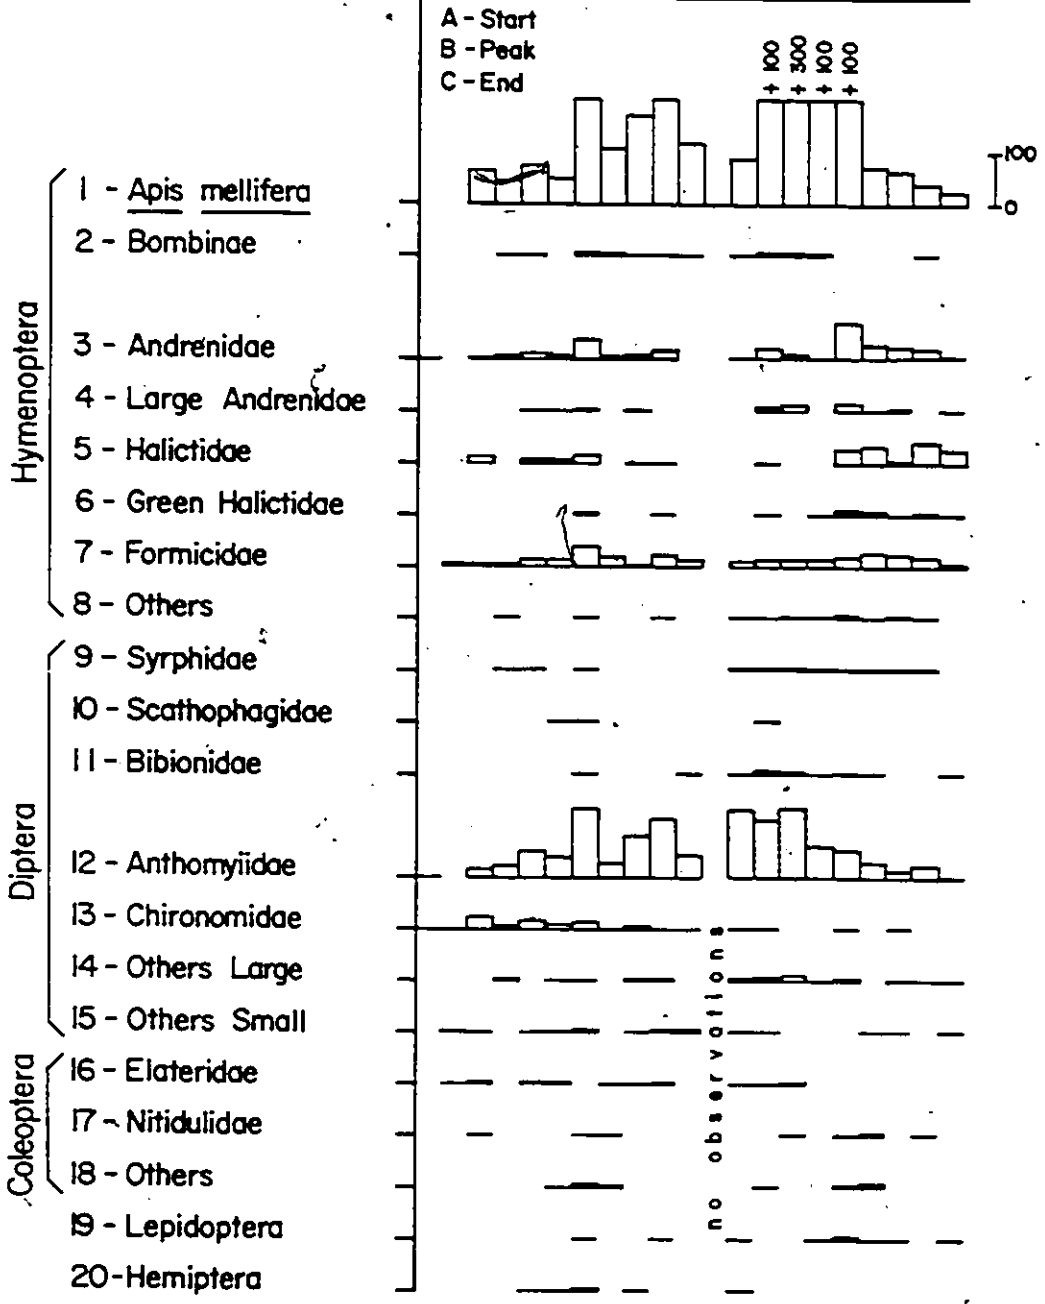 A - Start
B - Peak
C - End
+ 100
+ 300
+ 100
+ 100
100
0
Hymenoptera
1 - Apis mellifera
2 - Bombinae
3 - Andrenidae
4 - Large Andrenidae
5 - Halictidae
6 - Green Halictidae
7 - Formicidae
8 - Others
Diptera
9 - Syrphidae
10 - Scathophagidae
11 - Bibionidae
12 - Anthomyiidae
13 - Chironomidae
14 - Others Large
15 - Others Small
Coleoptera
16 - Elateridae
17 - Nitidulidae
18 - Others
19 - Lepidoptera
20 - Hemiptera
no observations